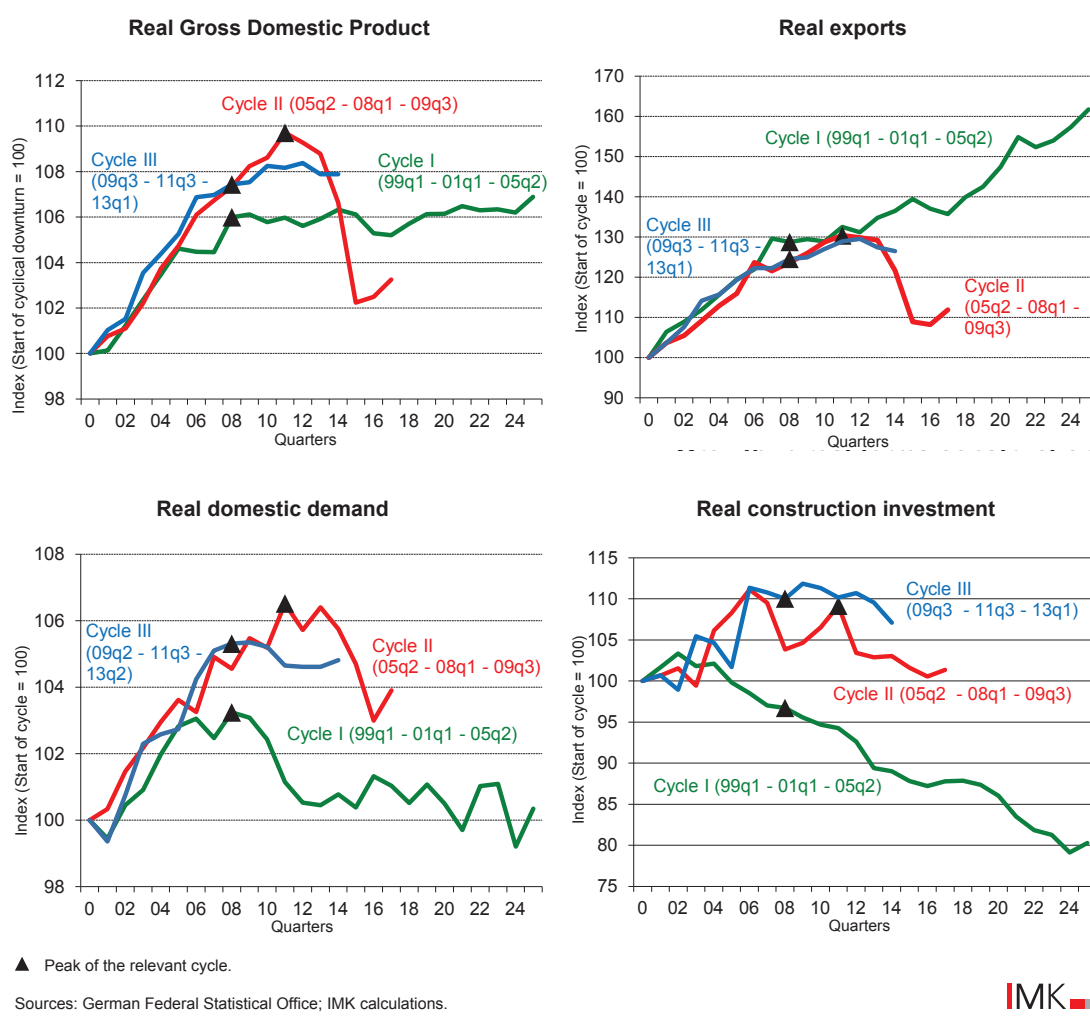 Real Gross Domestic Product
Index (Start of cyclical downturn = 100)
112
110
108
106
104
102
100
98
Cycle II (05q2 - 08q1 - 09q3)
Cycle III
(09q3 - 11q3 -
13q1)
Cycle I
(99q1 - 01q1 - 05q2)
0 02 04 06 08 10 12 14 16 18 20 22 24
Quarters
Real exports
Index (Start of cycle = 100)
170
160
150
140
130
120
110
100
90
Cycle I (99q1 - 01q1 - 05q2)
Cycle III
(09q3 - 11q3 -
13q1)
Cycle II
(05q2 - 08q1 -
09q3)
0 02 04 06 08 10 12 14 16 18 20 22 24
Quarters
Real domestic demand
Index (Start of cycle = 100)
108
106
104
102
100
98
Cycle III
(09q2 - 11q3 -
13q2)
Cycle II
(05q2 - 08q1 - 09q3)
Cycle I (99q1 - 01q1 - 05q2)
0 02 04 06 08 10 12 14 16 18 20 22 24
Quarters
Real construction investment
Index (Start of cycle = 100)
115
110
105
100
95
90
85
80
75
Cycle III
(09q3 - 11q3 - 13q1)
Cycle II (05q2 - 08q1 - 09q3)
Cycle I (99q1 - 01q1 - 05q2)
0 02 04 06 08 10 12 14 16 18 20 22 24
Quarters
▲ Peak of the relevant cycle.
Sources: German Federal Statistical Office; IMK calculations.
IMK